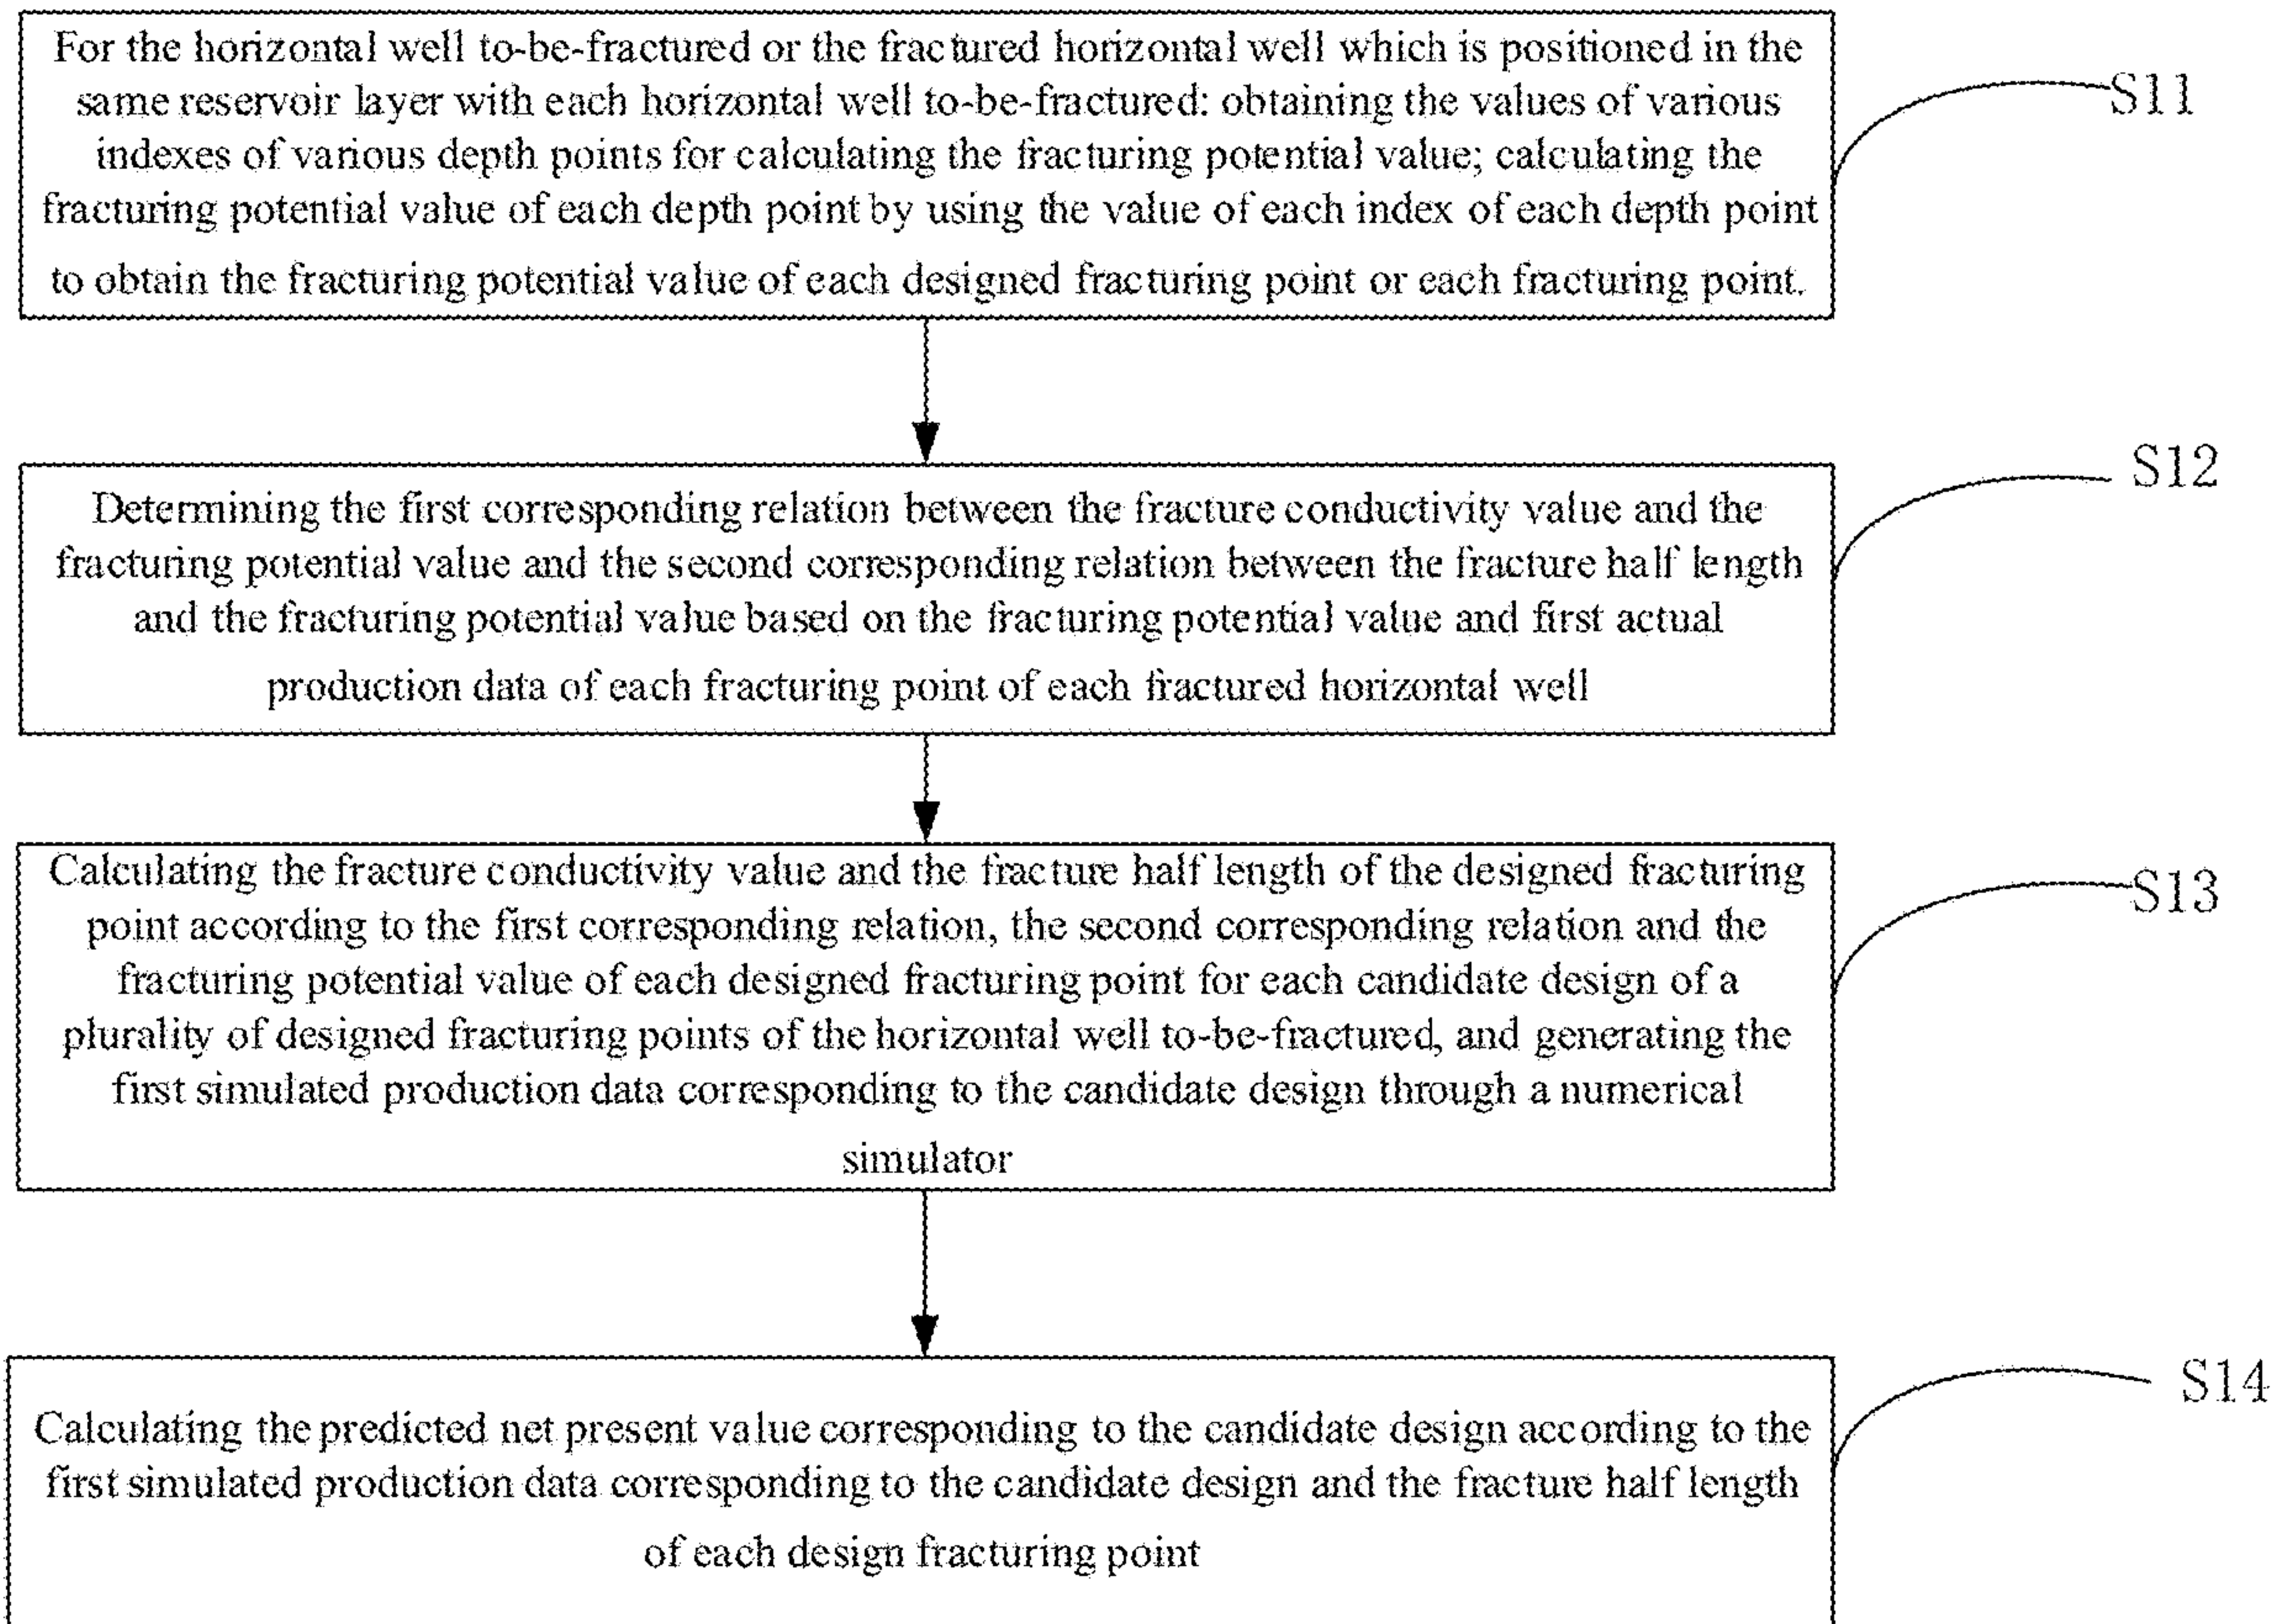 For the horizontal well to-be-fractured or the fractured horizontal well which is positioned in the
same reservoir layer with each horizontal well to-be-fractured: obtaining the values of various
indexes of various depth points for calculating the fracturing potential value; calculating the
fracturing potential value of each depth point by using the value of each index of each depth point
to obtain the fracturing potential value of each designed fracturing point or each fracturing point.
S11
Determining the first corresponding relation between the fracture conductivity value and the
fracturing potential value and the second corresponding relation between the fracture half length
and the fracturing potential value based on the fracturing potential value and first actual
production data of each fracturing point of each fractured horizontal well
S12
Calculating the fracture conductivity value and the fracture half length of the designed fracturing
point according to the first corresponding relation, the second corresponding relation and the
fracturing potential value of each designed fracturing point for each candidate design of a
plurality of designed fracturing points of the horizontal well to-be-fractured, and generating the
first simulated production data corresponding to the candidate design through a numerical
simulator
S13
Calculating the predicted net present value corresponding to the candidate design according to the
first simulated production data corresponding to the candidate design and the fracture half length
of each design fracturing point
S14